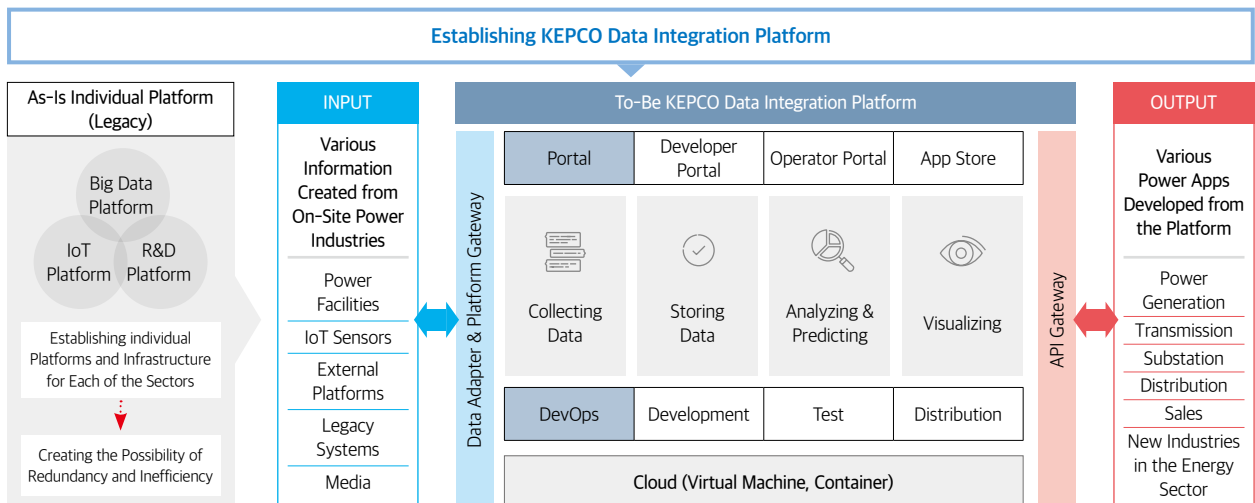 Establishing KEPCO Data Integration Platform
As-Is Individual Platform
(Legacy)
Big Data
Platform
IoT
Platform
R&D
Platform
Establishing individual
Platforms and Infrastructure
for Each of the Sectors
Creating the Possibility of
Redundancy and Inefficiency
INPUT
Various
Information
Created from
On-Site Power
Industries
Power
Facilities
IoT Sensors
External
Platforms
Legacy
Systems
Media
To-Be KEPCO Data Integration Platform
Data Adapter & Platform Gateway
Portal
Developer
Portal
Operator Portal
App Store
Collecting
Data
Storing
Data
Analyzing &
Predicting
Visualizing
DevOps
Development
Test
Distribution
Cloud (Virtual Machine, Container)
API Gateway
OUTPUT
Various
Power Apps
Developed from
the Platform
Power
Generation
Transmission
Substation
Distribution
Sales
New Industries
in the Energy
Sector